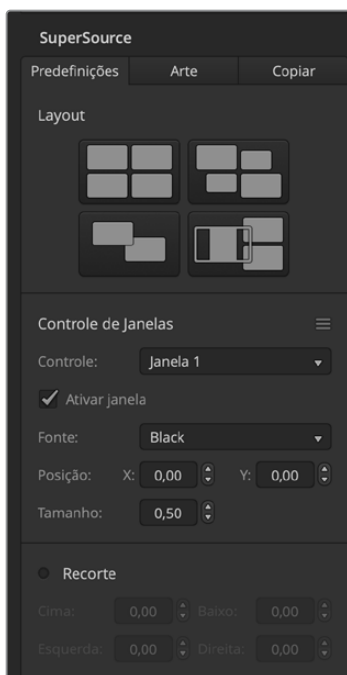 SuperSource
Predefinições Arte Copiar
Layout
Controle de Janelas
Controle: Janela 1
Ativar janela
Fonte: Black
Posição: X: 0,00 Y: 0,00
Tamanho: 0,50
Recorte
Cima: 0,00 Baixo: 0,00
Esquerda: 0,00 Direita: 0,00